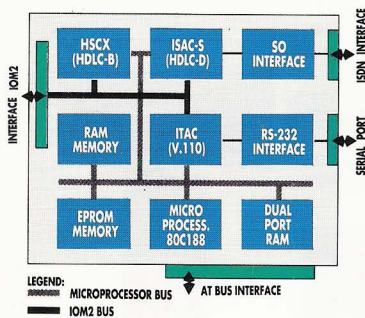 HSCX
(HDLC-B)
ISAC-S
(HDLC-D)
SO
INTERFACE
ISDN INTERFACE
INTERFACE IOM2
RAM
MEMORY
ITAC
(V.110)
RS-232
INTERFACE
SERIAL PORT
EPROM
MEMORY
MICRO
PROCESS.
80C188
DUAL
PORT
RAM
LEGEND:
MICROPROCESSOR BUS
IOM2 BUS
AT BUS INTERFACE